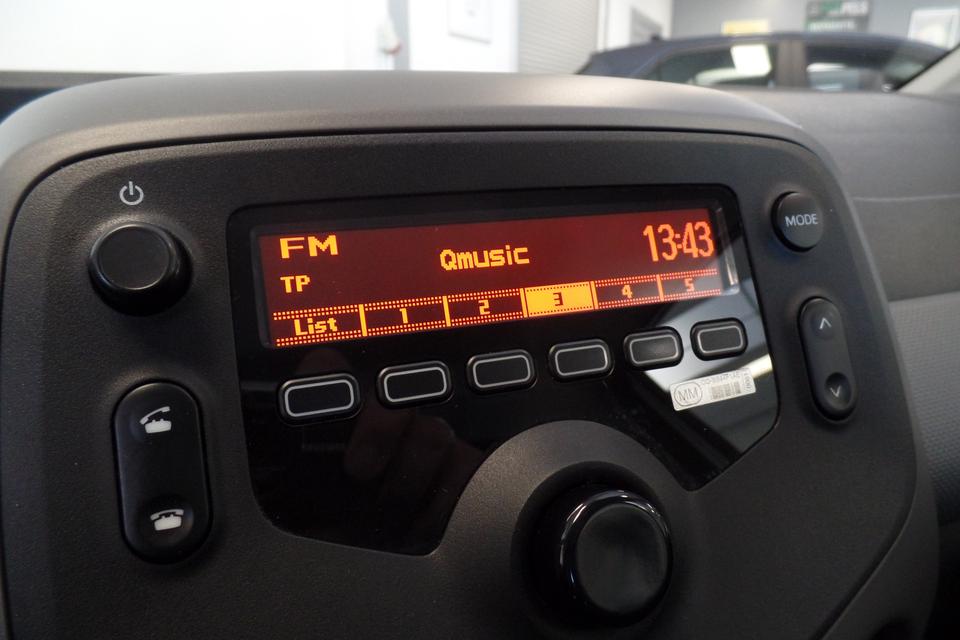 FM
Qmusic
13:43
TP
List 1 2 3 4 5
MODE
MM